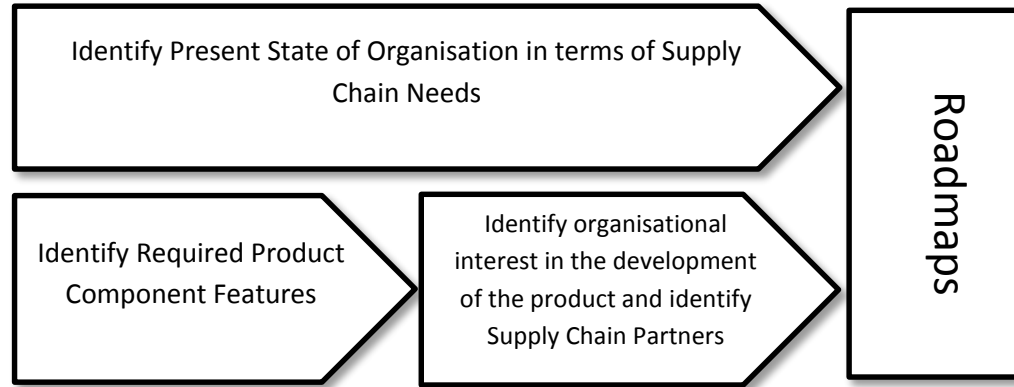 Identify Present State of Organisation in terms of Supply
Chain Needs
Identify Required Product
Component Features
Identify organisational
interest in the development
of the product and identify
Supply Chain Partners
Roadmaps